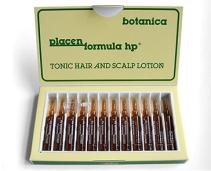 botanica
placen
formula hp®
TONIC HAIR AND SCALP LOTION